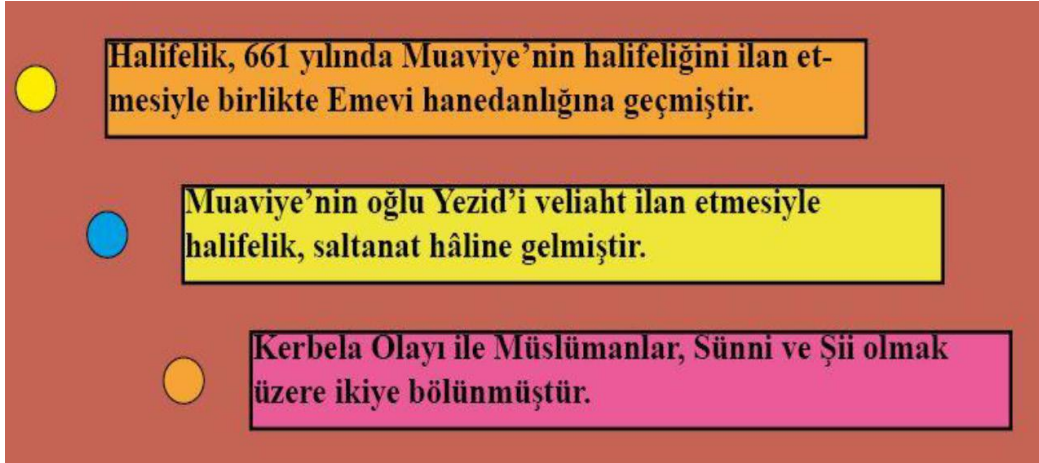 Halifelik, 661 yılında Muaviye’nin halifeliğini ilan et-
mesiyle birlikte Emevi hanedanlığına geçmiştir.
Muaviye’nin oğlu Yezid’i veliaht ilan etmesiyle
halifelik, saltanat hâline gelmiştir.
Kerbela Olayı ile Müslümanlar, Sünni ve Şii olmak
üzere ikiye bölünmüştür.